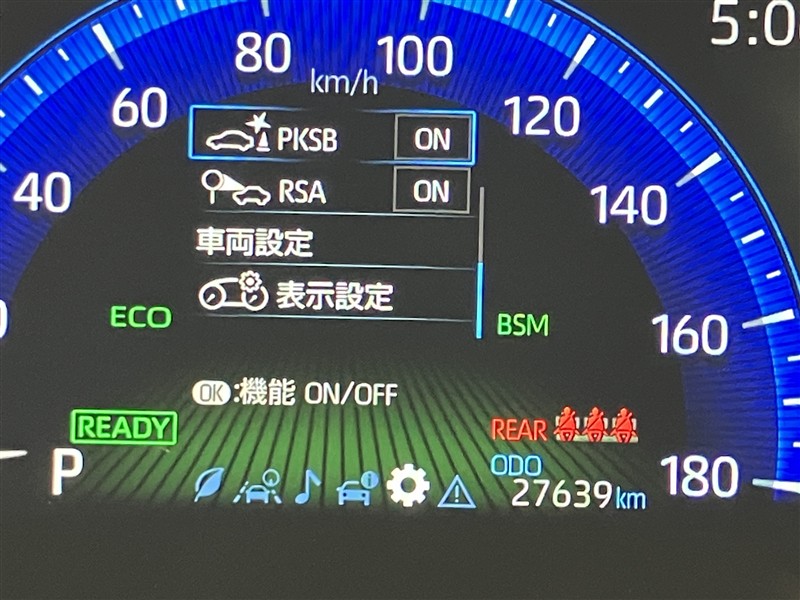 5:0
80 100
km/h
60 120
PKSB ON
40 140
RSA ON
車両設定
表示設定
ECO BSM
160
OK:機能 ON/OFF
READY REAR
P ODO 180
27639km